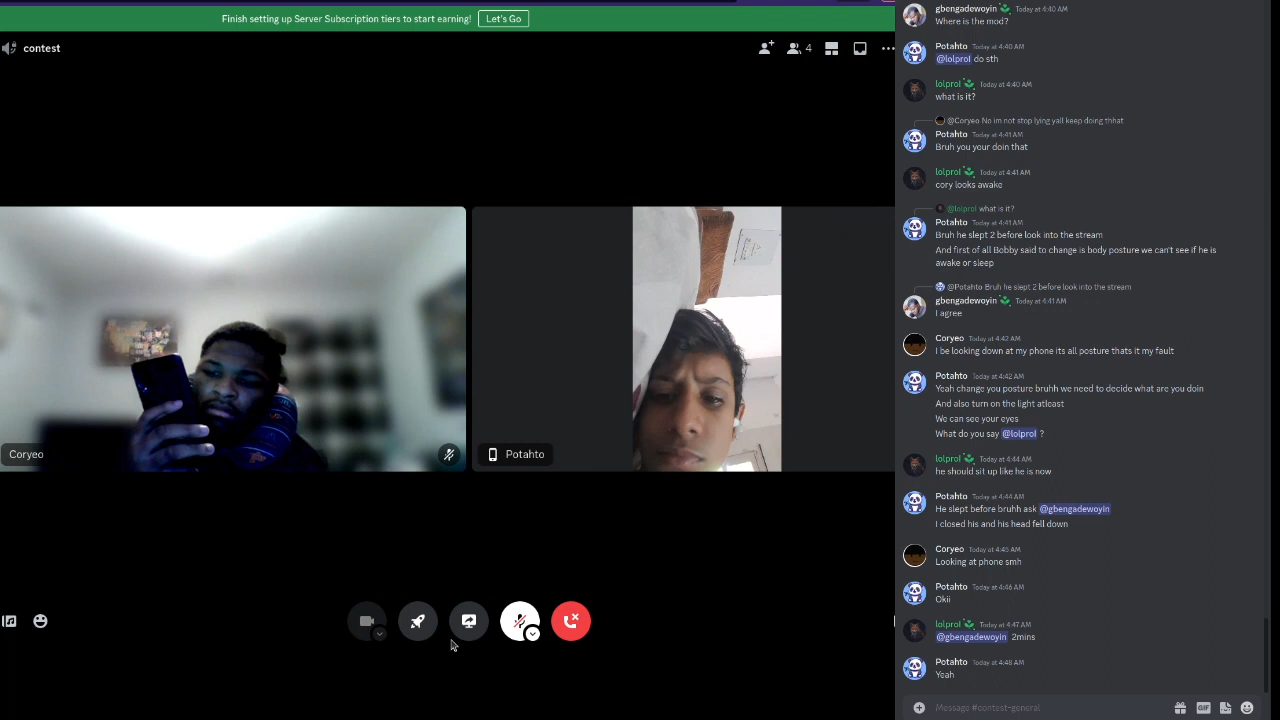 Finish setting up Server Subscription tiers to start earning! Let's Go
contest
4
Coryeo
Potahto
gbengadewoyin Today at 4:40 AM
Where is the mod?
Potahto Today at 4:40 AM
@lolprol do sth
lolprol Today at 4:40 AM
what is it?
@Coryeo No im not stop lying yall keep doing thhat
Potahto Today at 4:41 AM
Bruh you your doin that
lolprol Today at 4:41 AM
cory looks awake
@lolprol what is it?
Potahto Today at 4:41 AM
Bruh he slept 2 before look into the stream
And first of all Bobby said to change is body posture we can't see if he is
awake or sleep
@Potahto Bruh he slept 2 before look into the stream
gbengadewoyin Today at 4:41 AM
I agree
Coryeo Today at 4:42 AM
I be looking down at my phone its all posture thats it my fault
Potahto Today at 4:42 AM
Yeah change you posture bruhh we need to decide what are you doin
And also turn on the light atleast
We can see your eyes
What do you say @lolprol ?
lolprol Today at 4:44 AM
he should sit up like he is now
Potahto Today at 4:44 AM
He slept before bruhh ask @gbengadewoyin
I closed his and his head fell down
Coryeo Today at 4:45 AM
Looking at phone smh
Potahto Today at 4:46 AM
Okii
lolprol Today at 4:47 AM
@gbengadewoyin 2mins
Potahto Today at 4:48 AM
Yeah
Message #contest-general
GIF